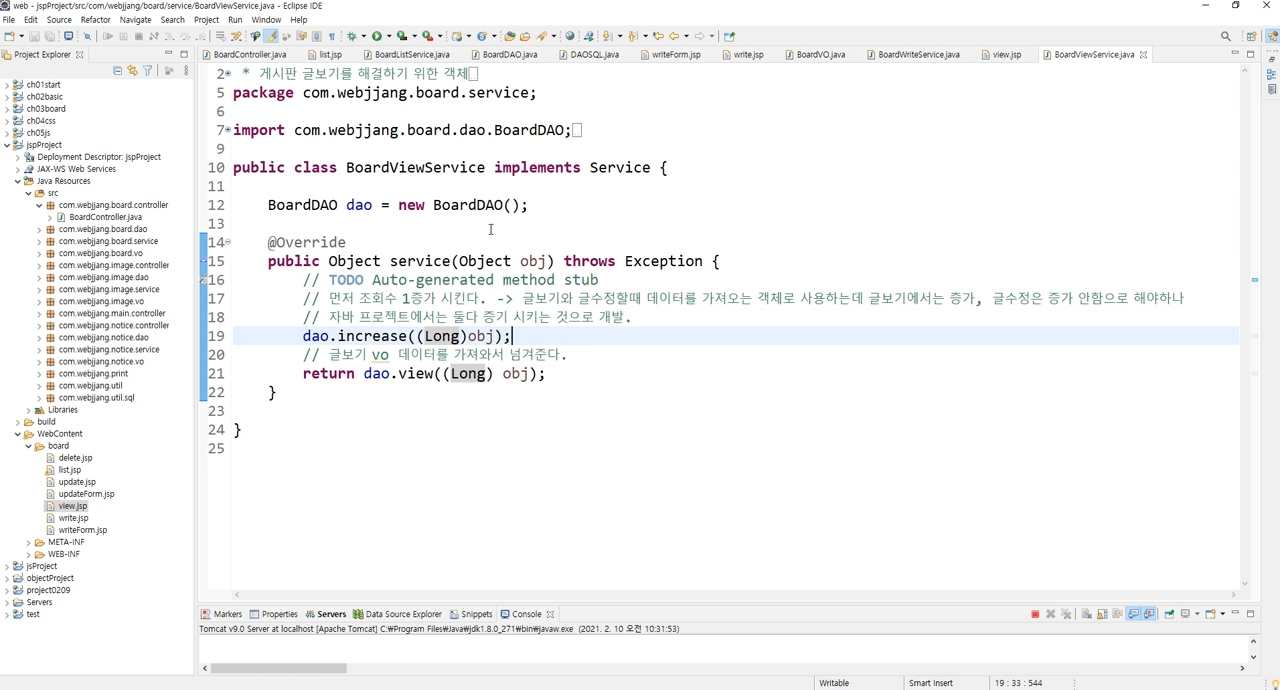 web - jspProject/src/com/webjjang/board/service/BoardViewService.java - Eclipse IDE
File Edit Source Refactor Navigate Search Project Run Window Help
Project Explorer
BoardController.java list.jsp BoardListService.java BoardDAO.java DAOSQL.java writeForm.jsp write.jsp BoardVO.java BoardWriteService.java view.jsp BoardViewService.java
ch01start
ch02basic
ch03board
ch04css
ch05js
jspProject
Deployment Descriptor: jspProject
JAX-WS Web Services
Java Resources
src
com.webjjang.board.controller
BoardController.java
com.webjjang.board.dao
com.webjjang.board.service
com.webjjang.board.vo
com.webjjang.image.controller
com.webjjang.image.dao
com.webjjang.image.service
com.webjjang.image.vo
com.webjjang.main.controller
com.webjjang.notice.controller
com.webjjang.notice.dao
com.webjjang.notice.service
com.webjjang.notice.vo
com.webjjang.print
com.webjjang.util
com.webjjang.util.sql
Libraries
build
WebContent
board
delete.jsp
list.jsp
update.jsp
updateForm.jsp
view.jsp
write.jsp
writeForm.jsp
META-INF
WEB-INF
jsProject
objectProject
project0209
Servers
test
2 * 게시판 글보기를 해결하기 위한 객체
5 package com.webjjang.board.service;
6
7 import com.webjjang.board.dao.BoardDAO;
9
10 public class BoardViewService implements Service {
11
12 BoardDAO dao = new BoardDAO();
13
14 @Override
15 public Object service(Object obj) throws Exception {
16 // TODO Auto-generated method stub
17 // 먼저 조회수 1증가 시킨다. -> 글보기와 글수정할때 데이터를 가져오는 객체로 사용하는데 글보기에서는 증가, 글수정은 증가 안함으로 해야하나
18 // 자바 프로젝트에서는 둘다 증기 시키는 것으로 개발.
19 dao.increase((Long)obj);
20 // 글보기 vo 데이터를 가져와서 넘겨준다.
21 return dao.view((Long) obj);
22 }
23
24 }
25
Markers Properties Servers Data Source Explorer Snippets Console
Tomcat v9.0 Server at localhost [Apache Tomcat] C:₩Program Files₩Java₩jdk1.8.0_271₩bin₩javaw.exe (2021. 2. 10 오전 10:31:53)
Writable Smart Insert 19 : 33 : 544